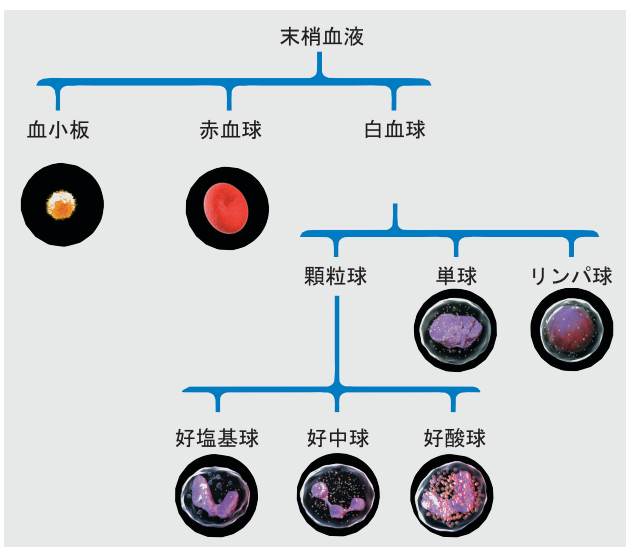 末梢血液
血小板
赤血球
白血球
顆粒球
単球
リンパ球
好塩基球
好中球
好酸球